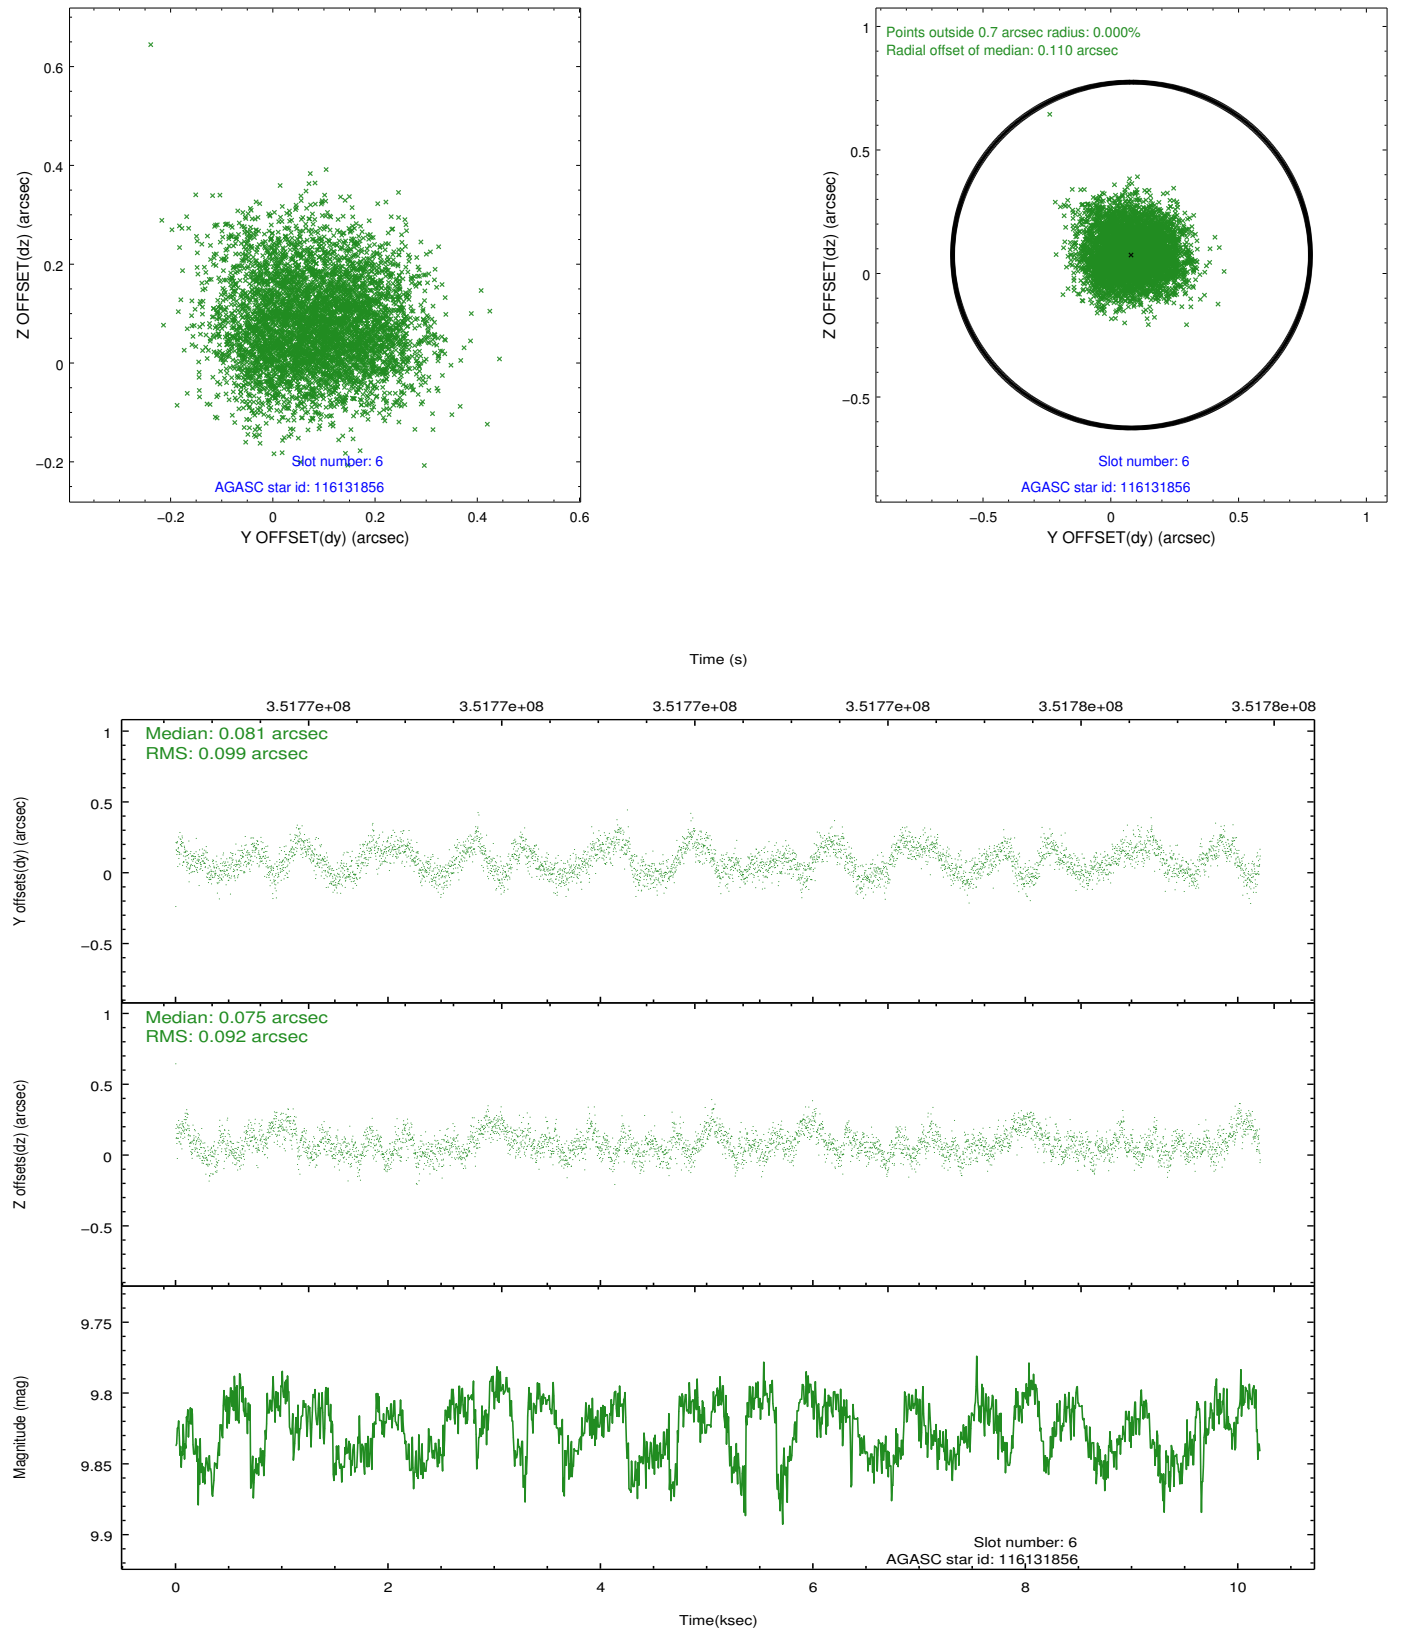 0.6
0.4
0.2
0
−0.2
Z OFFSET(dz) (arcsec)
Slot number: 6
AGASC star id: 116131856
−0.2 0 0.2 0.4 0.6
Y OFFSET(dy) (arcsec)
Points outside 0.7 arcsec radius: 0.000%
Radial offset of median: 0.110 arcsec
1
0.5
0
−0.5
Z OFFSET(dz) (arcsec)
Slot number: 6
AGASC star id: 116131856
−0.5 0 0.5 1
Y OFFSET(dy) (arcsec)
Time (s)
3.5177e+08 3.5177e+08 3.5177e+08 3.5177e+08 3.5178e+08 3.5178e+08
Median: 0.081 arcsec
RMS: 0.099 arcsec
1
0.5
0
−0.5
Y offsets(dy) (arcsec)
Median: 0.075 arcsec
RMS: 0.092 arcsec
1
0.5
0
−0.5
Z offsets(dz) (arcsec)
9.75
9.8
9.85
9.9
Magnitude (mag)
Slot number: 6
AGASC star id: 116131856
0 2 4 6 8 10
Time(ksec)